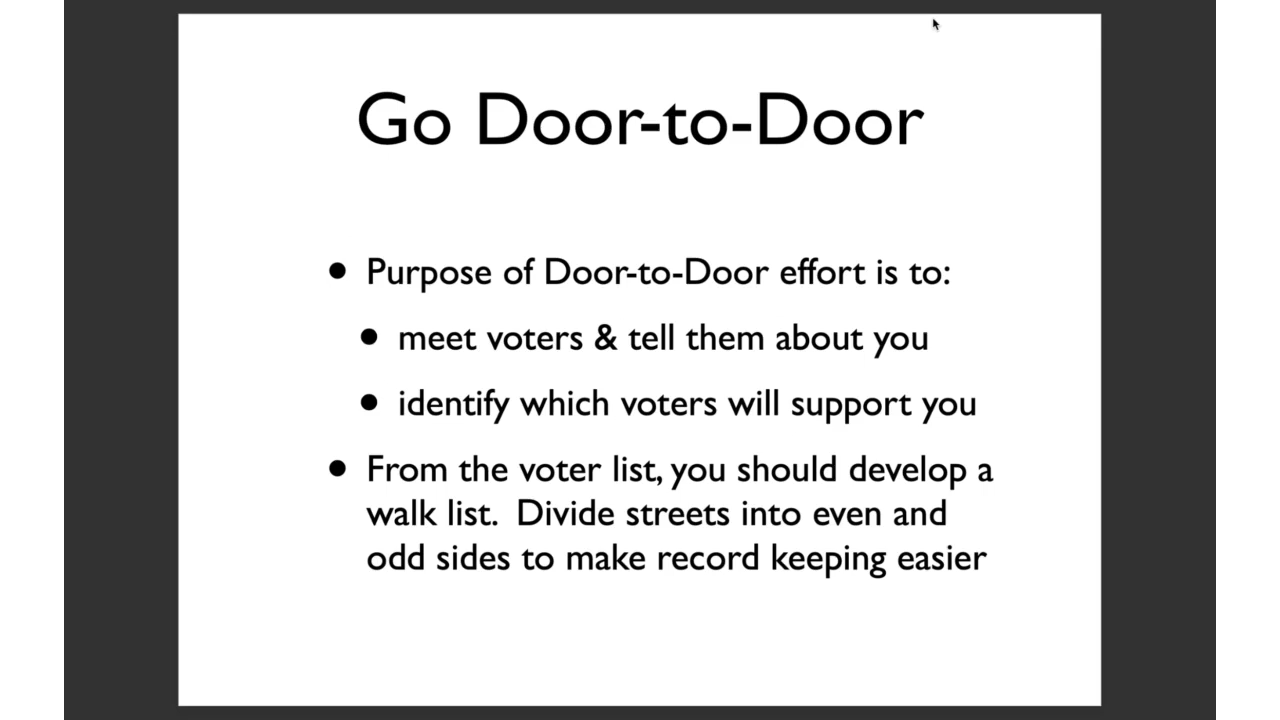 Go Door-to-Door
• Purpose of Door-to-Door effort is to:
• meet voters & tell them about you
• identify which voters will support you
• From the voter list, you should develop a
walk list.  Divide streets into even and
odd sides to make record keeping easier